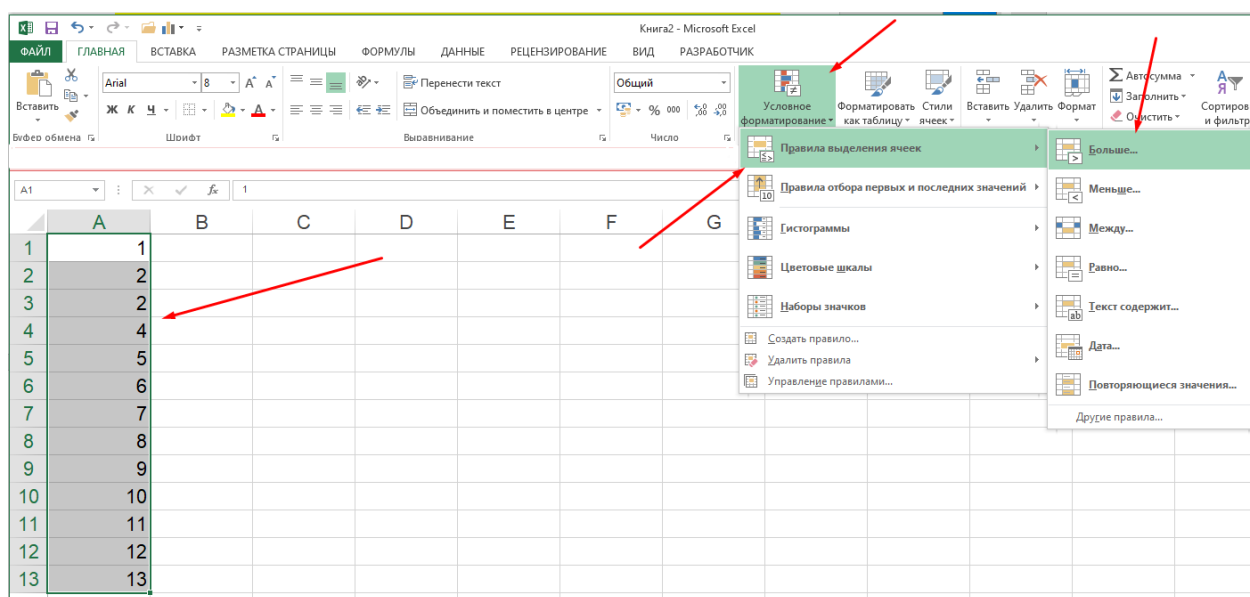 Книга2 - Microsoft Excel
ФАЙЛ ГЛАВНАЯ ВСТАВКА РАЗМЕТКА СТРАНИЦЫ ФОРМУЛЫ ДАННЫЕ РЕЦЕНЗИРОВАНИЕ ВИД РАЗРАБОТЧИК
Вставить
Arial 8
Ж К Ч
Перенести текст
Объединить и поместить в центре
Общий
% 000
Условное форматирование
Форматировать как таблицу
Стили ячеек
Вставить Удалить Формат
Автосумма
Заполнить
Очистить
Сортиров
и фильтр
Буфер обмена Шрифт Выравнивание Число
A1 fx 1
Правила выделения ячеек
Правила отбора первых и последних значений
Гистограммы
Цветовые шкалы
Наборы значков
Создать правило...
Удалить правила
Управление правилами...
Больше...
Меньше...
Между...
Равно...
Текст содержит...
Дата...
Повторяющиеся значения...
Другие правила...
A B C D E F G
1 1
2 2
3 2
4 4
5 5
6 6
7 7
8 8
9 9
10 10
11 11
12 12
13 13